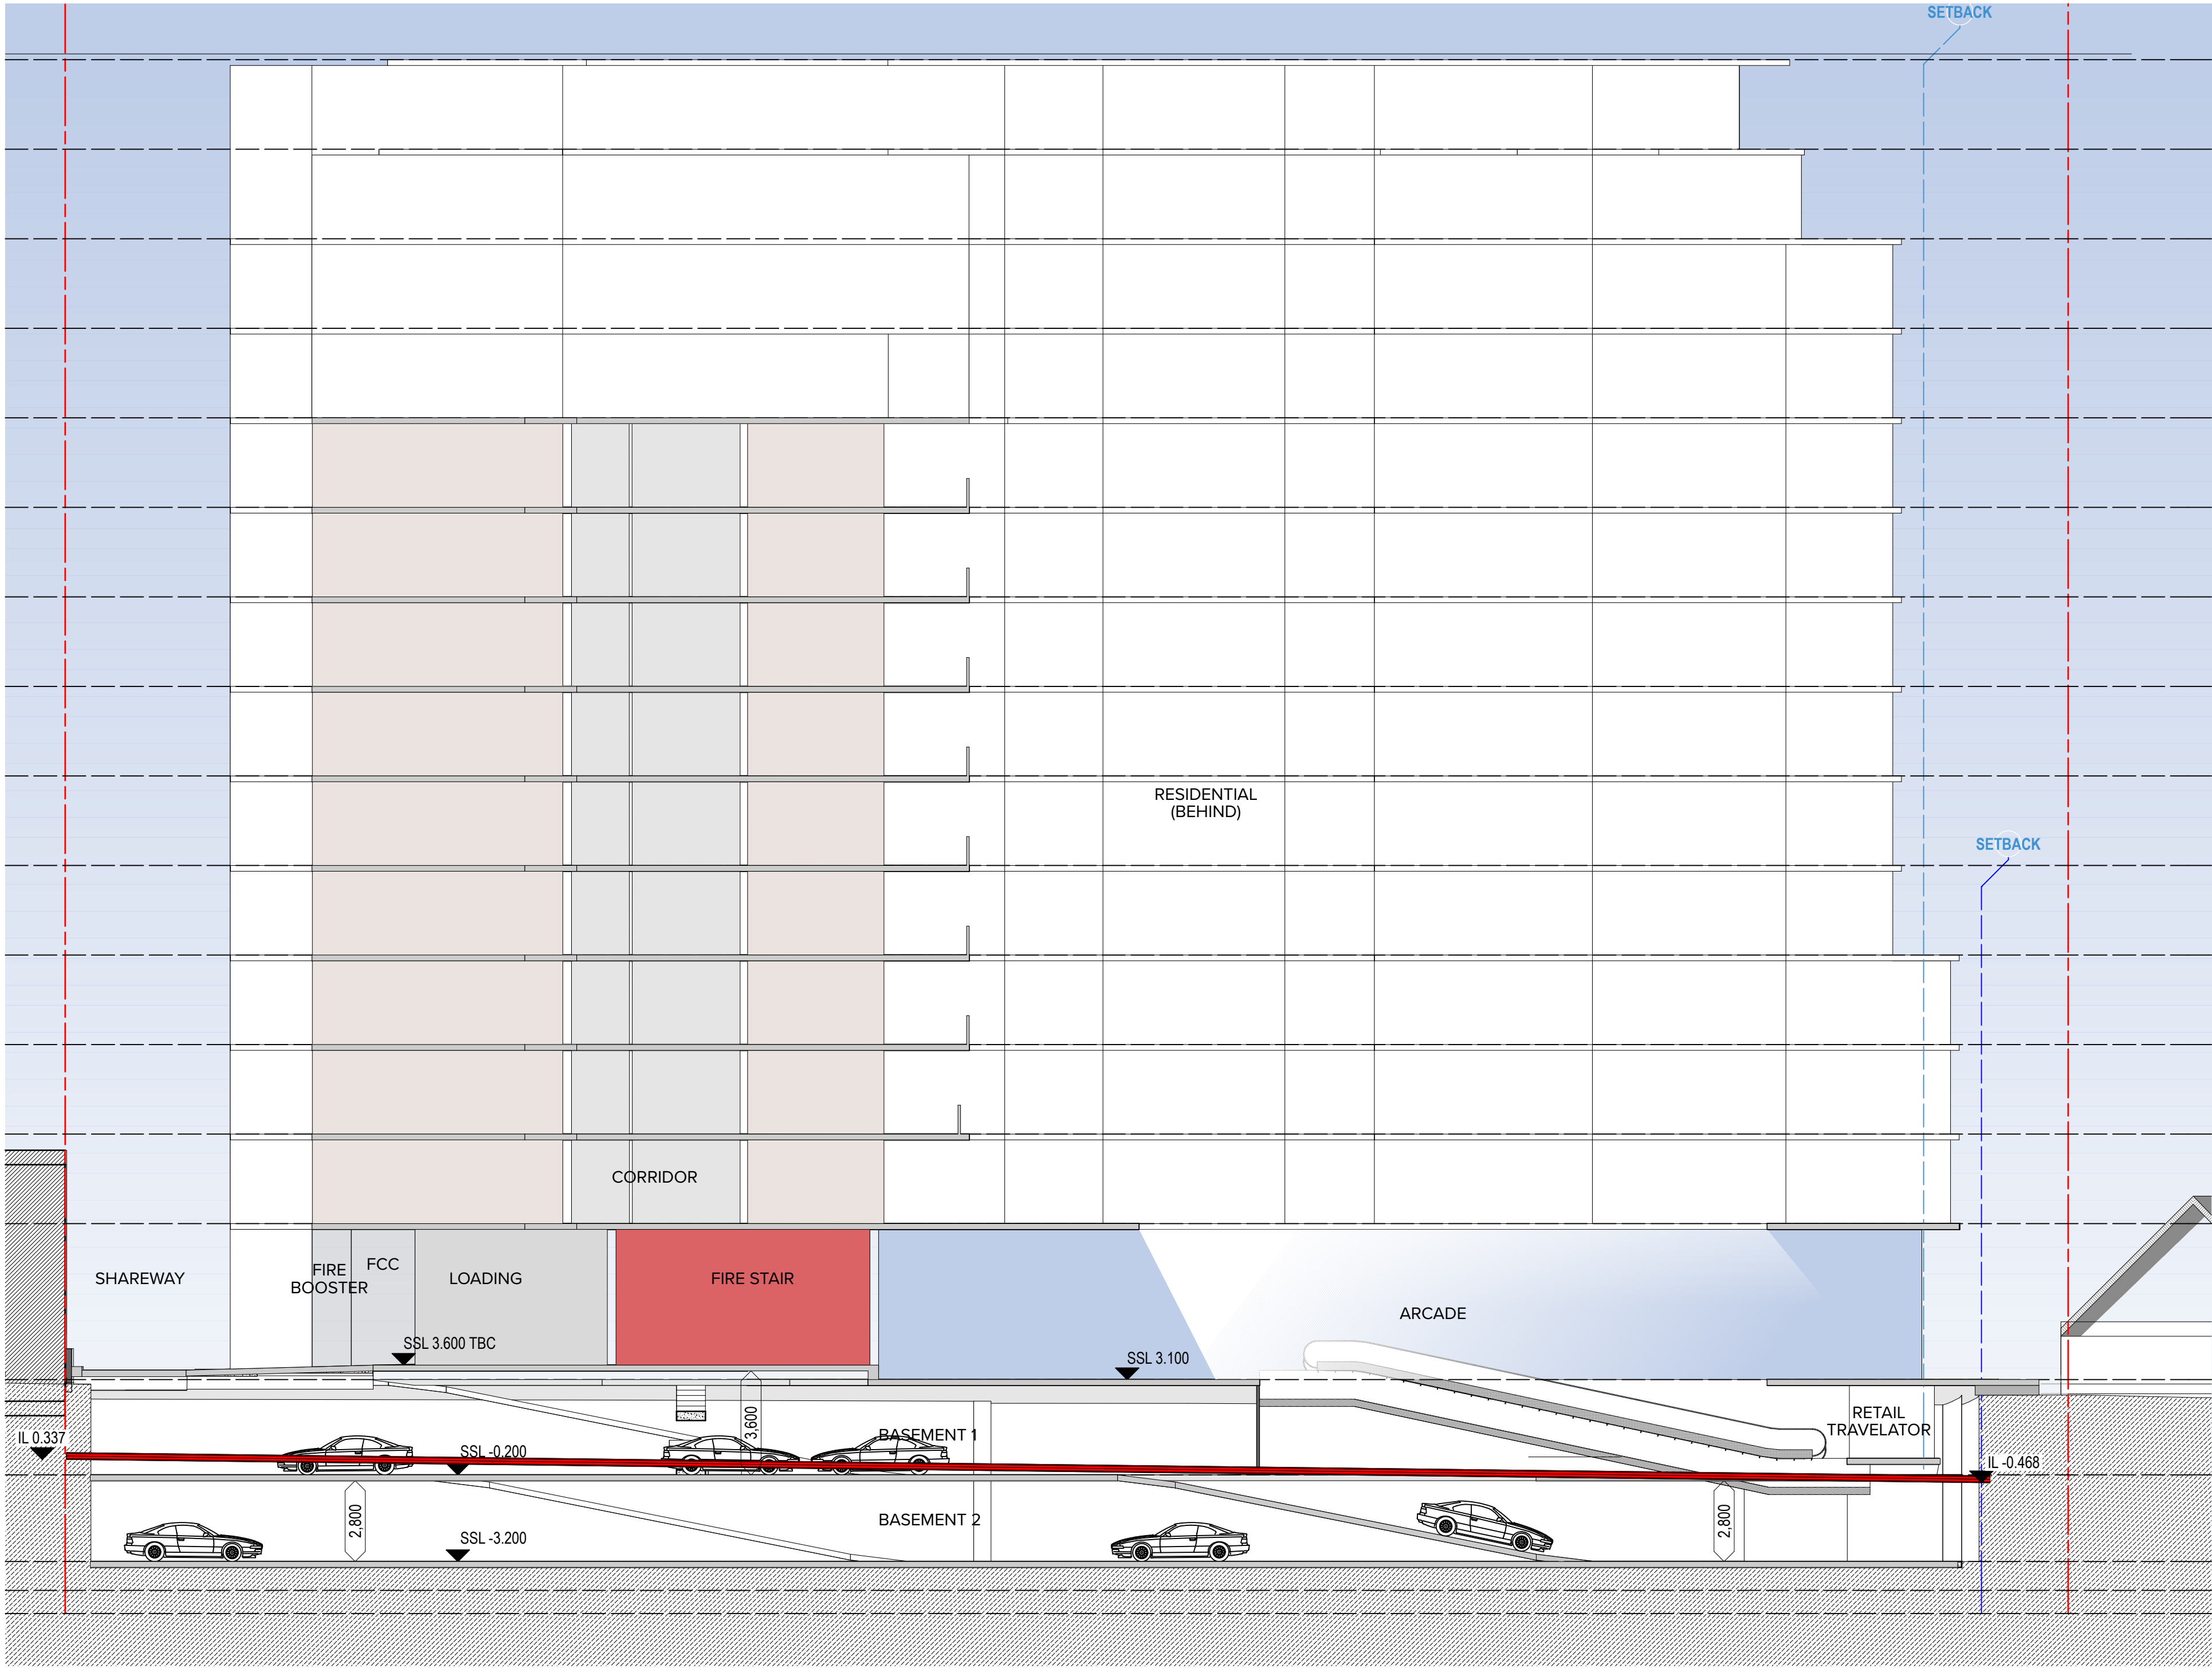 SETBACK
RESIDENTIAL
(BEHIND)
SETBACK
CORRIDOR
SHAREWAY
FIRE
BOOSTER
FCC
LOADING
FIRE STAIR
ARCADE
SSL 3.600 TBC
SSL 3.100
3,600
RETAIL
TRAVELATOR
BASEMENT 1
IL 0.337
SSL -0.200
IL -0.468
2,800
BASEMENT 2
2,800
SSL -3.200